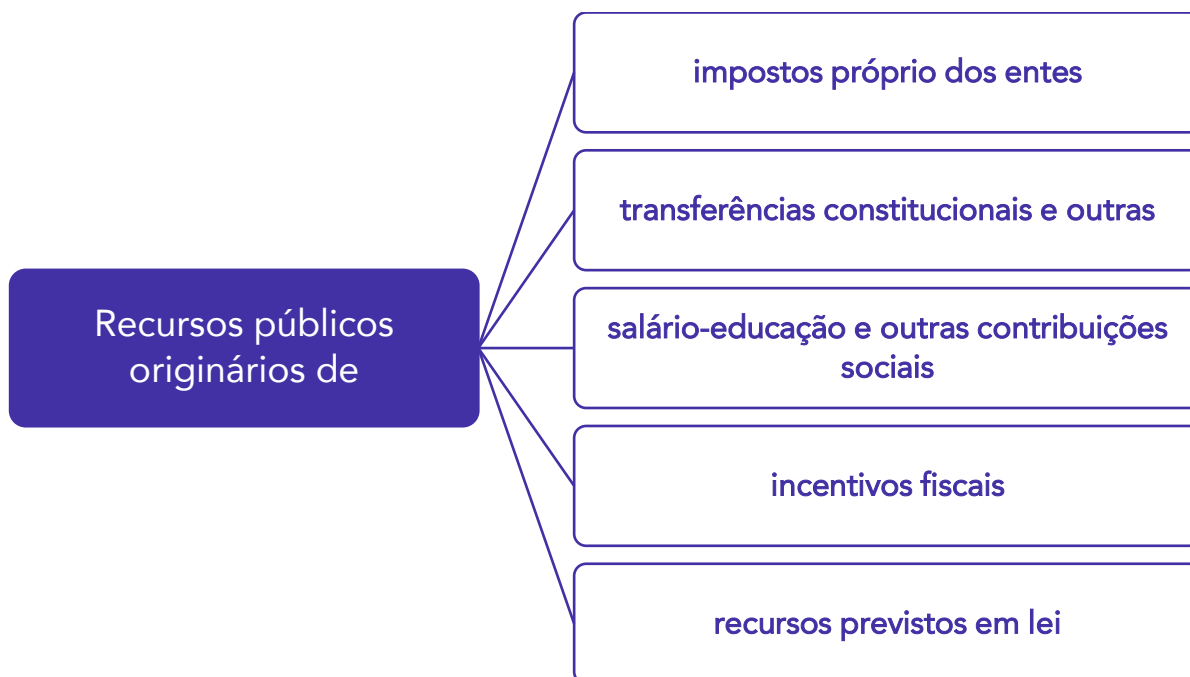 Recursos públicos
originários de
impostos próprio dos entes
transferências constitucionais e outras
salário-educação e outras contribuições
sociais
incentivos fiscais
recursos previstos em lei